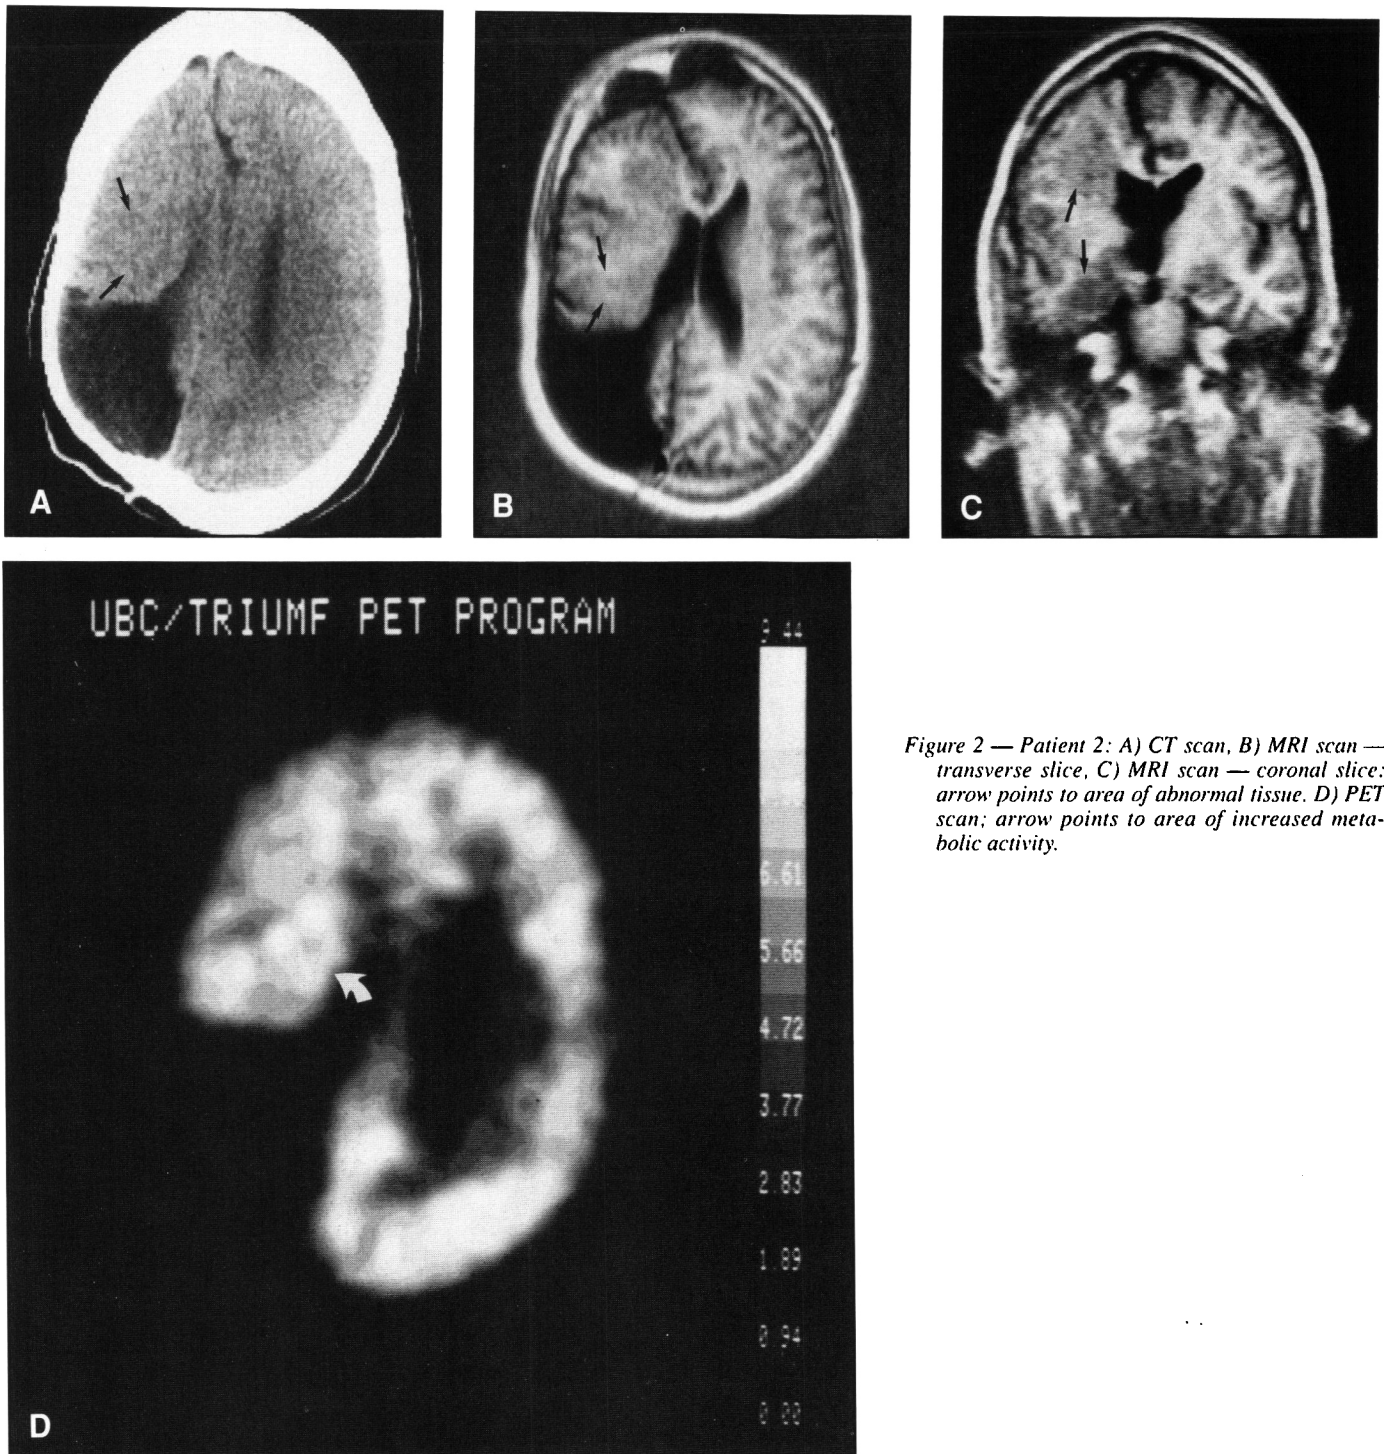 A
B
C
UBC/TRIUMF PET PROGRAM
9.44
6.61
5.66
4.72
3.77
2.83
1.89
0.94
0.00
D
Figure 2 — Patient 2: A) CT scan, B) MRI scan —
transverse slice, C) MRI scan — coronal slice:
arrow points to area of abnormal tissue. D) PET
scan; arrow points to area of increased meta-
bolic activity.